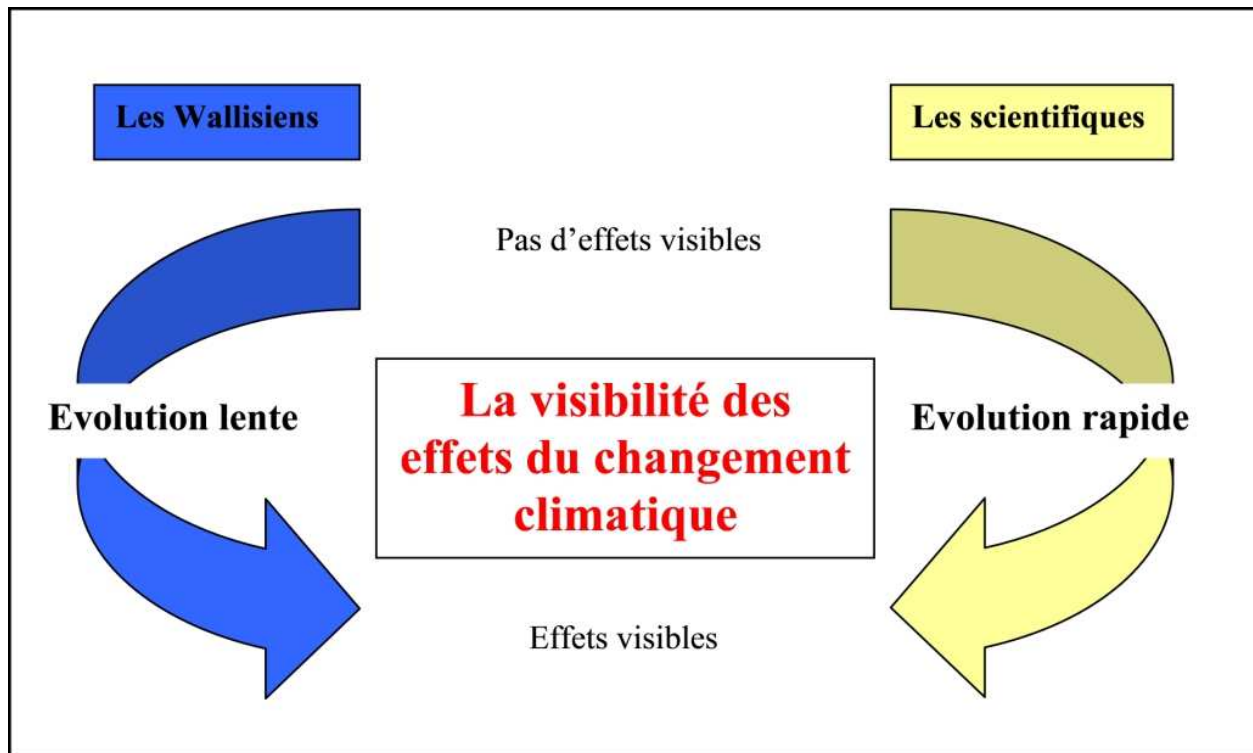 Les Wallisiens
Les scientifiques
Pas d’effets visibles
Evolution lente
La visibilité des
effets du changement
climatique
Evolution rapide
Effets visibles